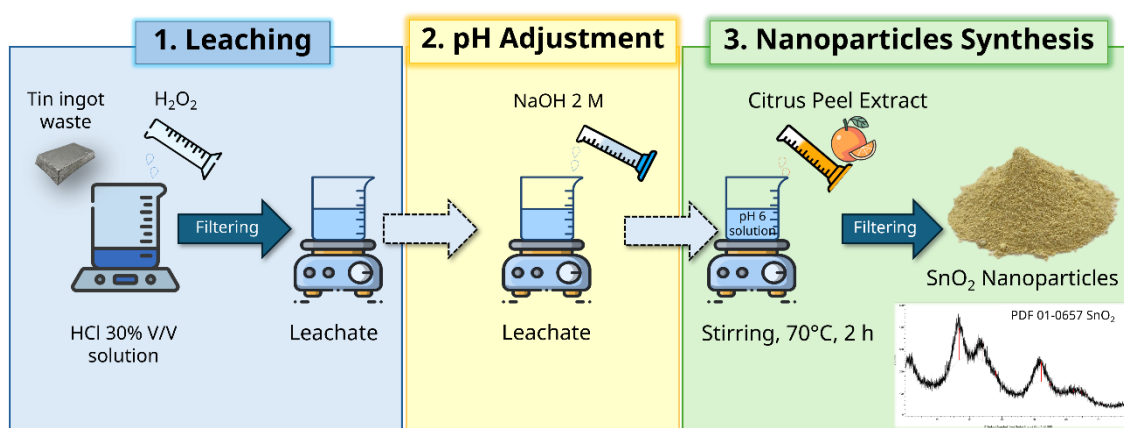 1. Leaching
2. pH Adjustment
3. Nanoparticles Synthesis
Tin ingot
waste
H₂O₂
Filtering
HCl 30% V/V
solution
Leachate
NaOH 2 M
Leachate
Citrus Peel Extract
pH 6
solution
Stirring, 70°C, 2 h
Filtering
SnO₂ Nanoparticles
PDF 01-0657 SnO₂